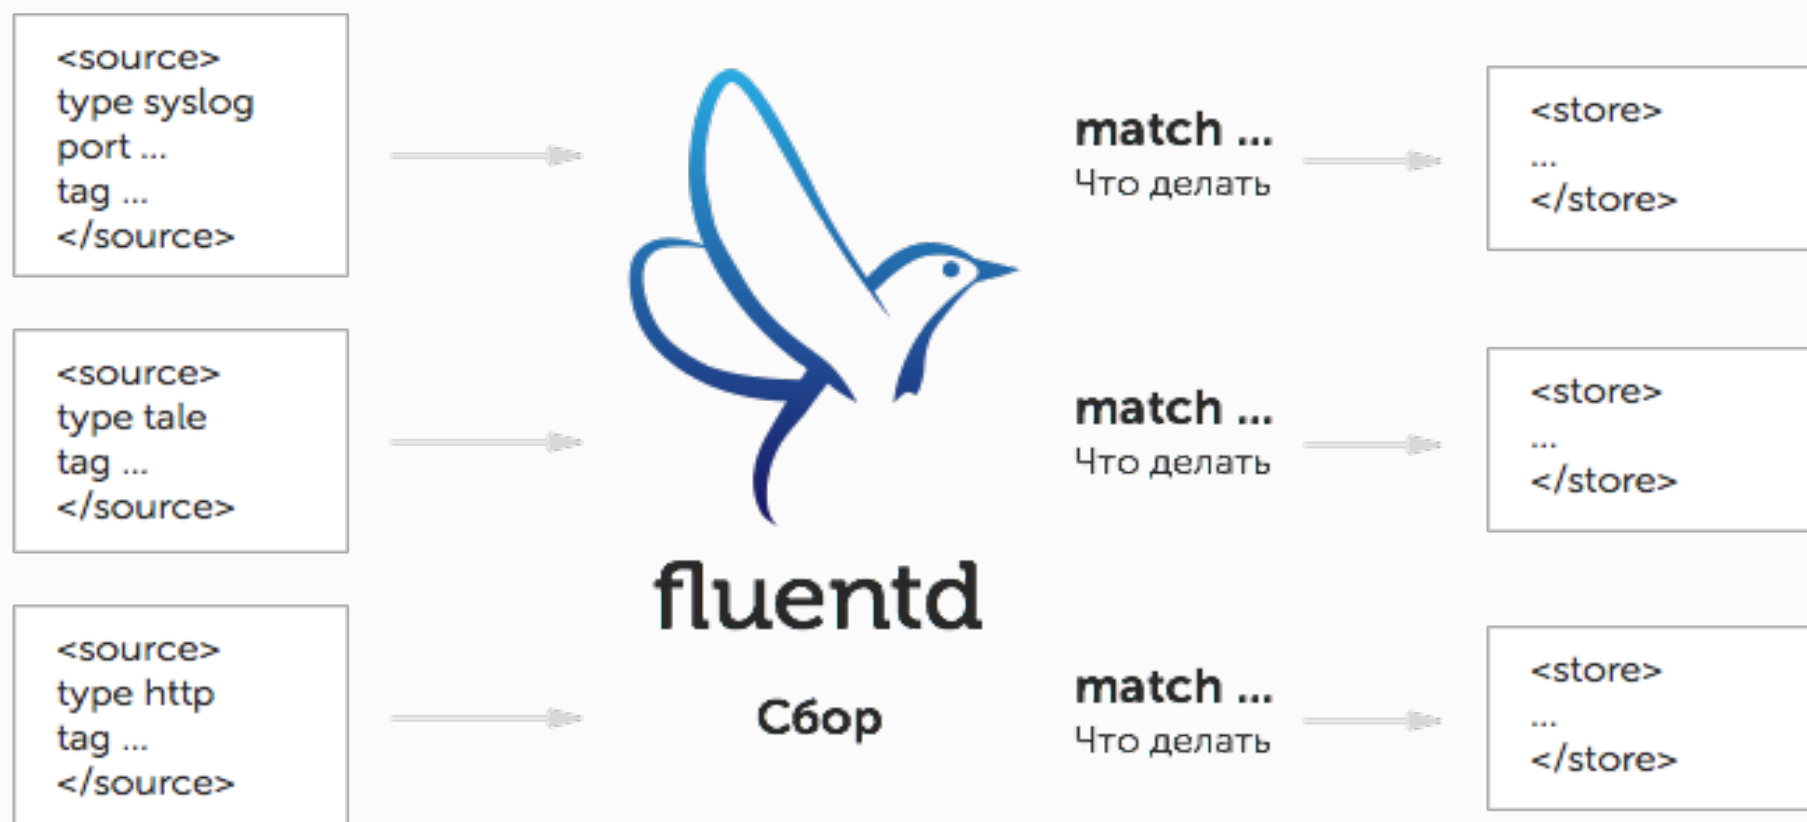 <source>
type syslog
port ...
tag ...
</source>
<source>
type tale
tag ...
</source>
<source>
type http
tag ...
</source>
fluentd
Сбор
match ...
Что делать
match ...
Что делать
match ...
Что делать
<store>
...
</store>
<store>
...
</store>
<store>
...
</store>